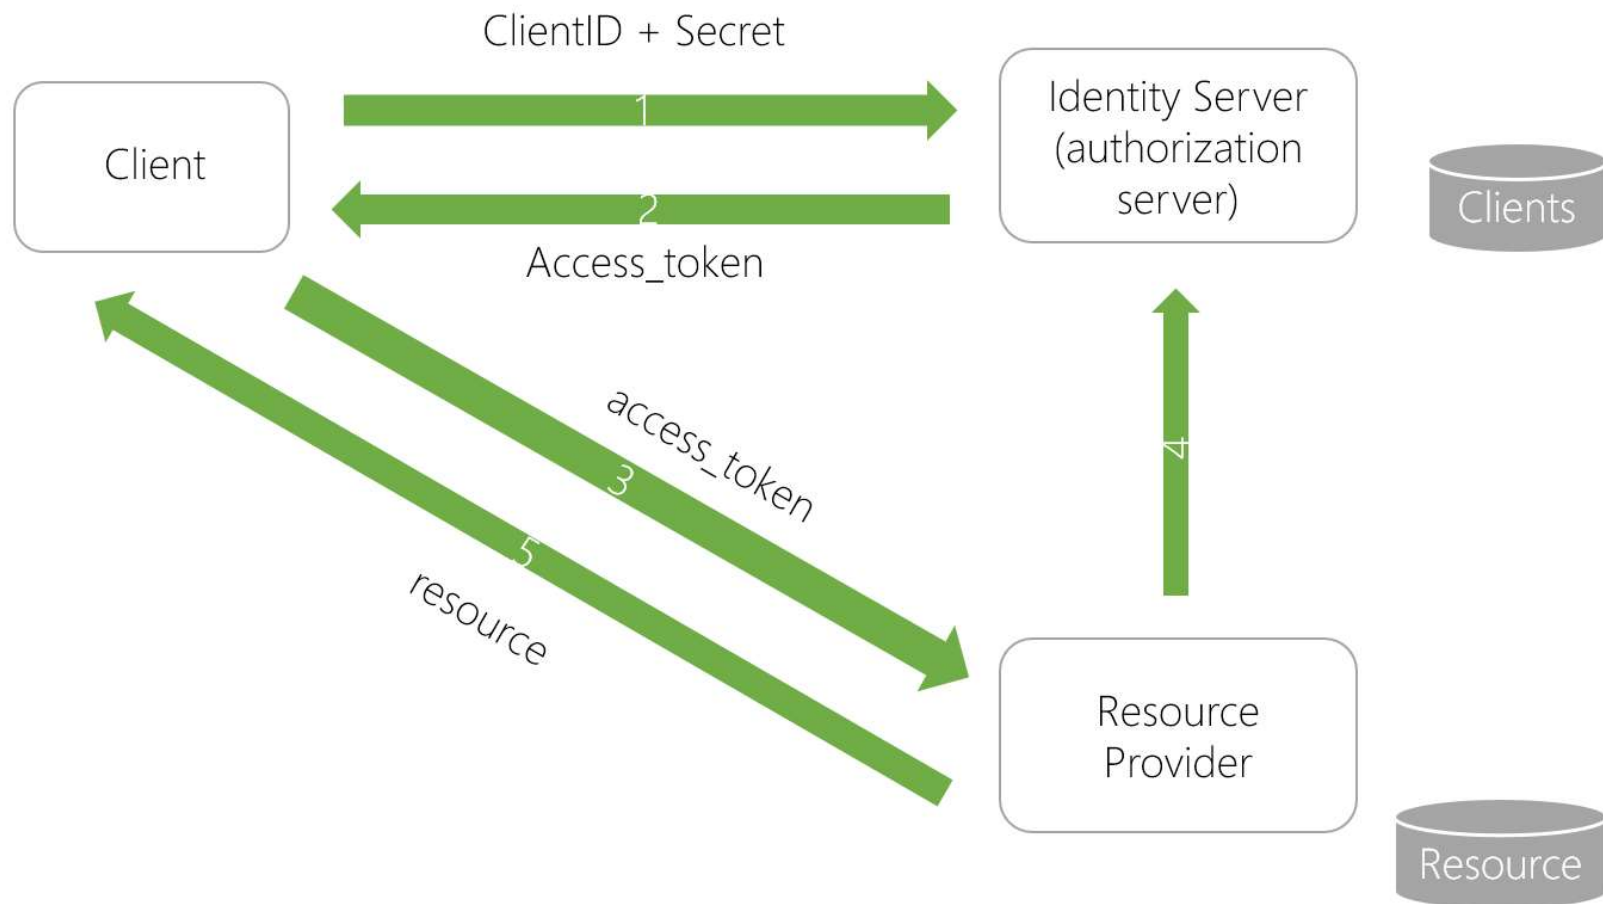 ClientID + Secret
1
Client
Identity Server
(authorization
server)
Clients
2
Access_token
access_token
3
4
5
resource
Resource
Provider
Resource